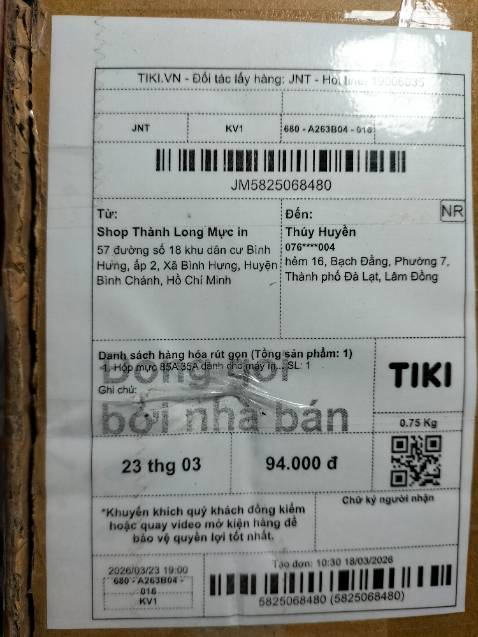 TIKI.VN - Đối tác lấy hàng: JNT - Hotline: 19006035
JNT
KV1
680 - A263B04 - 016
JM5825068480
Từ:
Shop Thành Long Mực in
57 đường số 18 khu dân cư Bình
Hưng, ấp 2, Xã Bình Hưng, Huyện
Bình Chánh, Hồ Chí Minh
Đến:
NR
Thúy Huyền
076****004
hẻm 16, Bạch Đằng, Phường 7,
Thành phố Đà Lạt, Lâm Đồng
Danh sách hàng hóa rút gọn (Tổng sản phẩm: 1)
1. Hộp mực 85A 35A dành cho máy in... SL: 1
Ghi chú:
Đóng gói
bởi nhà bán
TIKI
0.75 Kg
23 thg 03
94.000 đ
*Khuyến khích quý khách đồng kiểm
hoặc quay video mở kiện hàng để
bảo vệ quyền lợi tốt nhất.
Chữ ký người nhận
2026/03/23 19:00
680 - A263B04 -
016
KV1
Tạo đơn: 10:30 18/03/2026
5825068480 (5825068480)